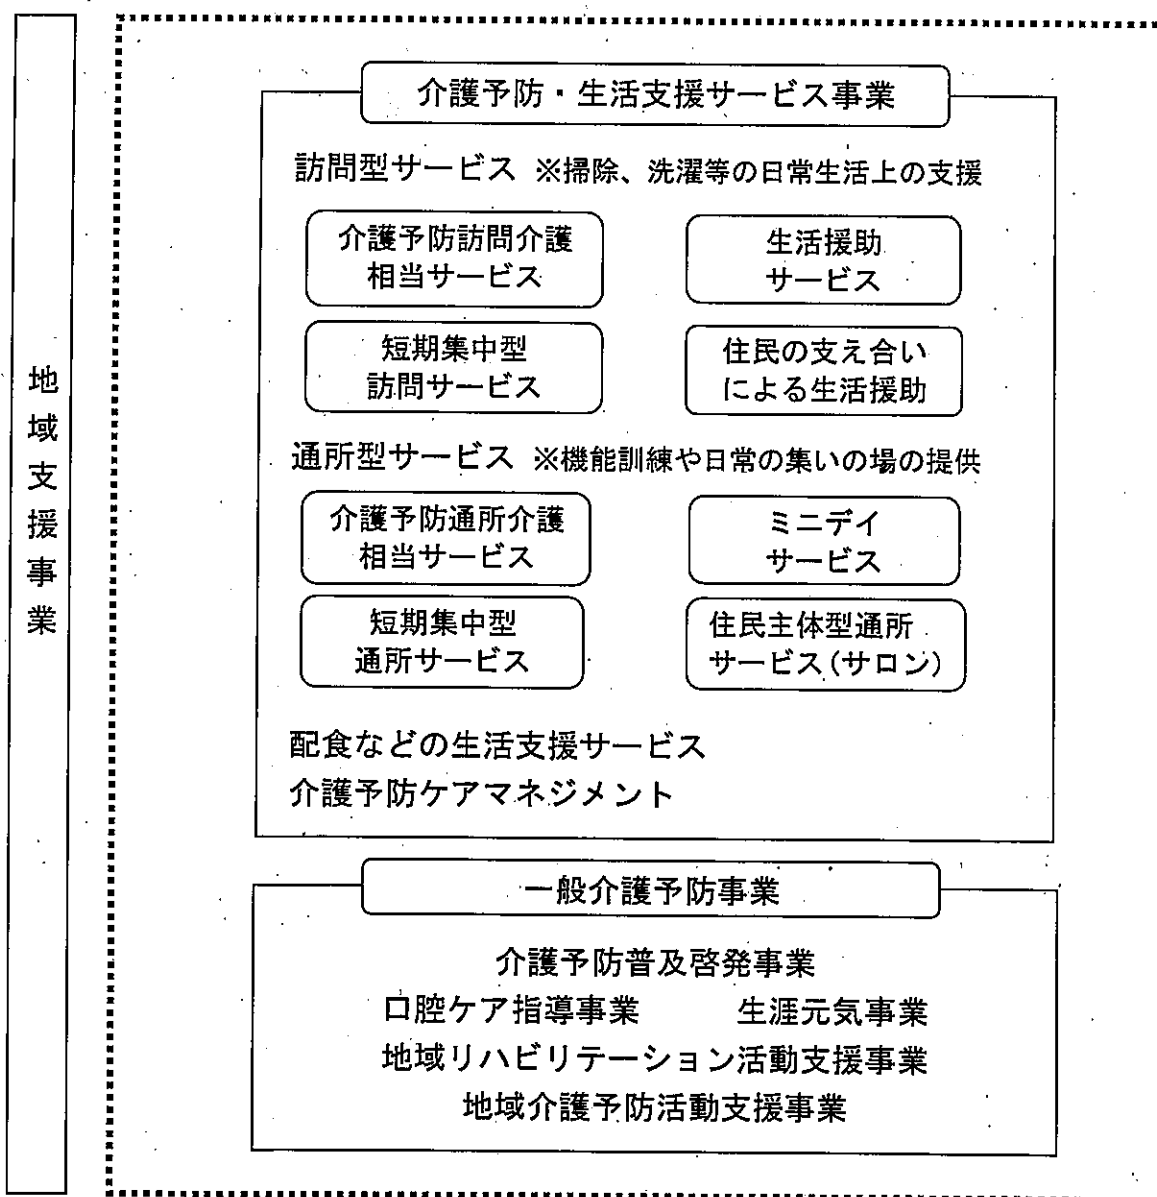 地域支援事業
介護予防・生活支援サービス事業
訪問型サービス ※掃除、洗濯等の日常生活上の支援
介護予防訪問介護
相当サービス
生活援助
サービス
短期集中型
訪問サービス
住民の支え合い
による生活援助
通所型サービス ※機能訓練や日常の集いの場の提供
介護予防通所介護
相当サービス
ミニデイ
サービス
短期集中型
通所サービス
住民主体型通所
サービス(サロン)
配食などの生活支援サービス
介護予防ケアマネジメント
一般介護予防事業
介護予防普及啓発事業
口腔ケア指導事業 生涯元気事業
地域リハビリテーション活動支援事業
地域介護予防活動支援事業